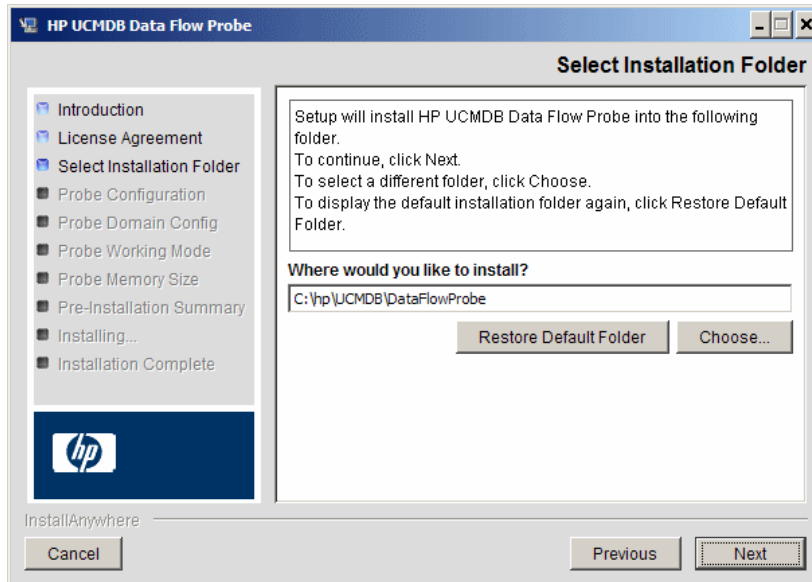 HP UCMDB Data Flow Probe
Select Installation Folder
Introduction
License Agreement
Select Installation Folder
Probe Configuration
Probe Domain Config
Probe Working Mode
Probe Memory Size
Pre-Installation Summary
Installing...
Installation Complete
hp
Setup will install HP UCMDB Data Flow Probe into the following
folder.
To continue, click Next.
To select a different folder, click Choose.
To display the default installation folder again, click Restore Default
Folder.
Where would you like to install?
C:\hp\UCMDB\DataFlowProbe
Restore Default Folder
Choose...
InstallAnywhere
Cancel
Previous
Next